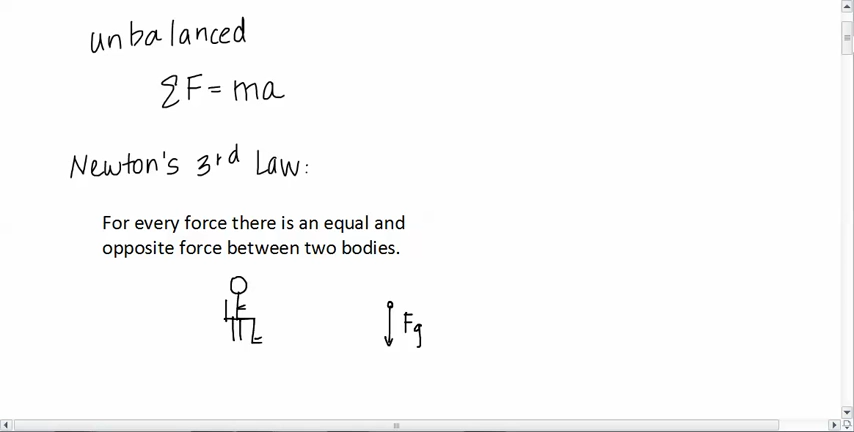 unbalanced
ΣF = ma
Newton's 3rd Law:
For every force there is an equal and
opposite force between two bodies.
Fg